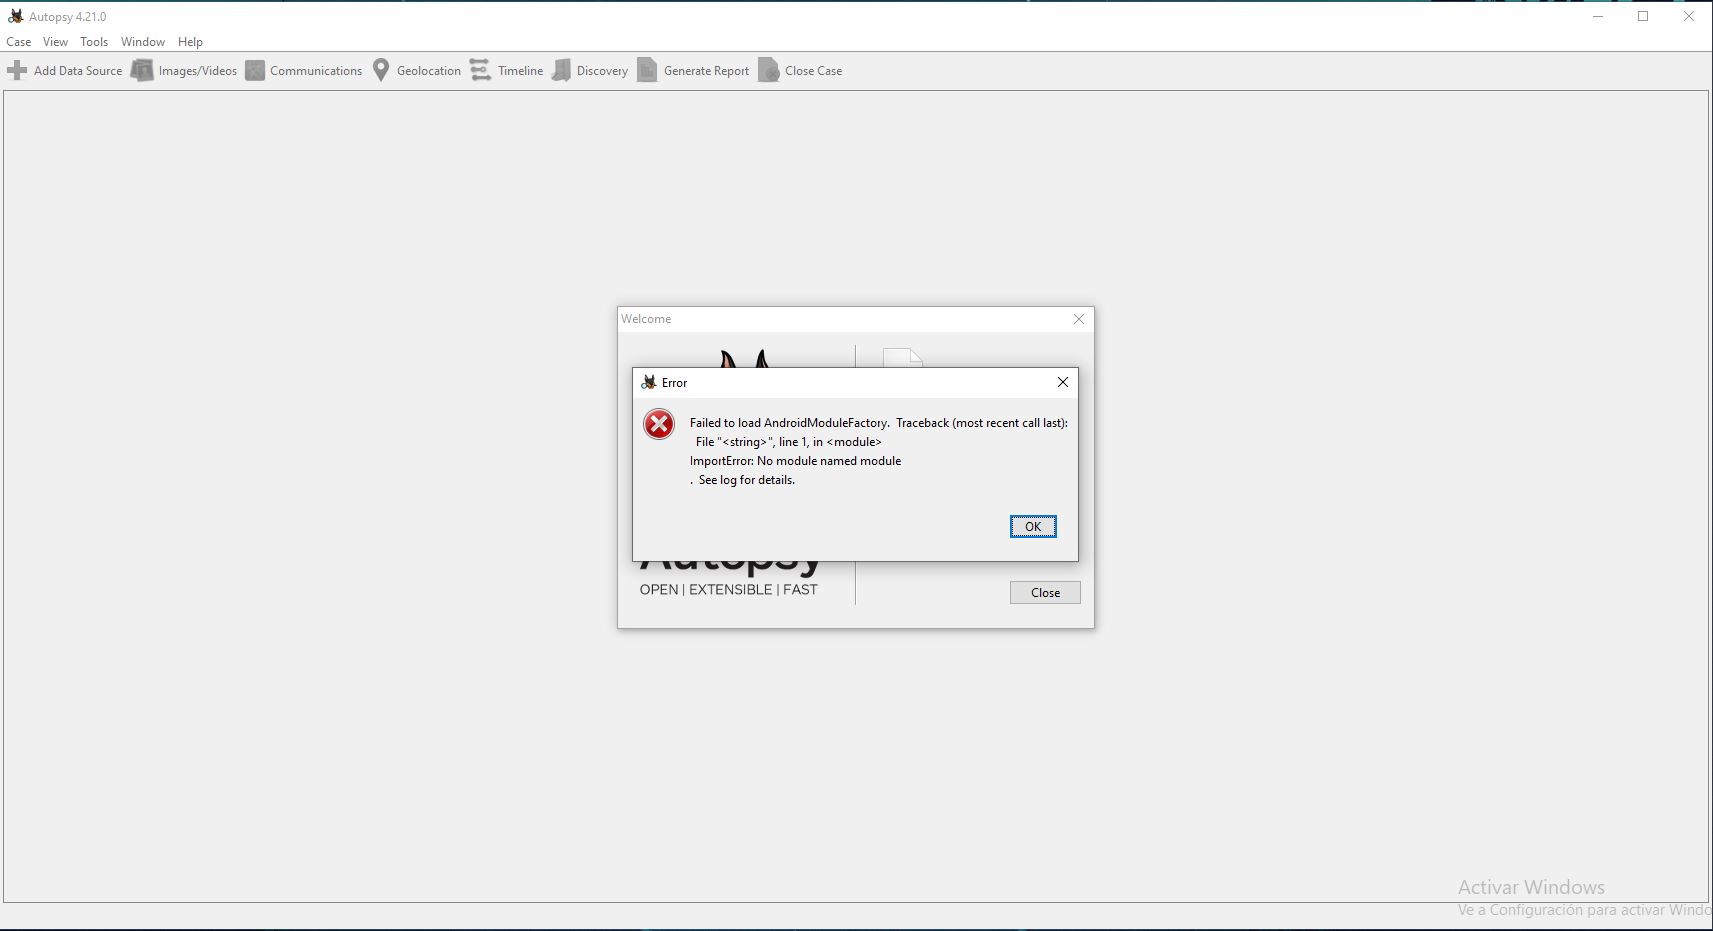 Autopsy 4.21.0
Case View Tools Window Help
Add Data Source Images/Videos Communications Geolocation Timeline Discovery Generate Report Close Case
Welcome
Error
Failed to load AndroidModuleFactory. Traceback (most recent call last):
File "<string>", line 1, in <module>
ImportError: No module named module
. See log for details.
OK
Autopsy
OPEN | EXTENSIBLE | FAST
Close
Activar Windows
Ve a Configuración para activar Windo